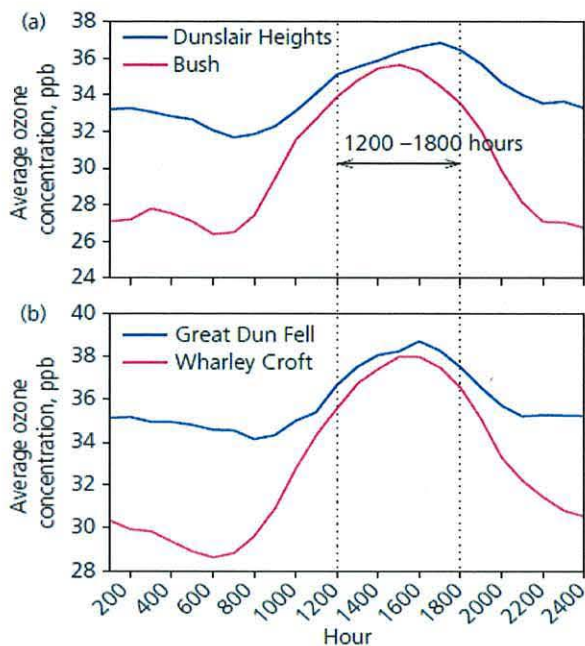 (a)
Dunslair Heights
Bush
1200 –1800 hours
Average ozone
concentration, ppb
38
36
34
32
30
28
26
24
(b)
Great Dun Fell
Wharley Croft
Average ozone
concentration, ppb
40
38
36
34
32
30
28
200 400 600 800 1000 1200 1400 1600 1800 2000 2200 2400
Hour